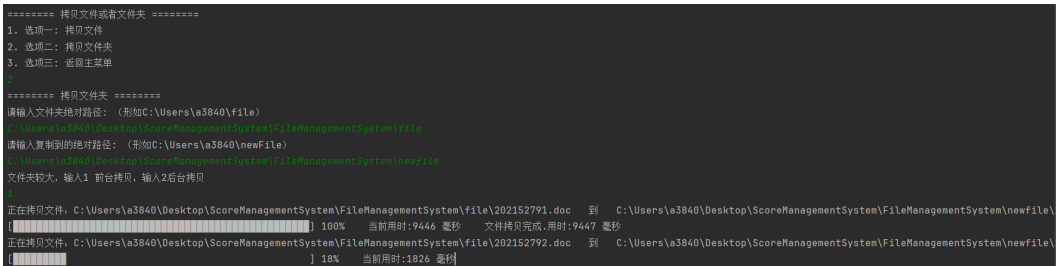 ======== 拷贝文件或者文件夹 ========
1. 选项一: 拷贝文件
2. 选项二: 拷贝文件夹
3. 选项三: 返回主菜单
2
======== 拷贝文件夹 ========
请输入文件夹绝对路径: （形如C:\Users\a3840\file）
C:\Users\a3840\Desktop\ScoreManagementSystem\FileManagementSystem\file
请输入复制到的绝对路径: （形如C:\Users\a3840\newFile）
C:\Users\a3840\Desktop\ScoreManagementSystem\FileManagementSystem\newfile
文件夹较大，输入1 前台拷贝，输入2后台拷贝
1
正在拷贝文件，C:\Users\a3840\Desktop\ScoreManagementSystem\FileManagementSystem\file\202152791.doc 到 C:\Users\a3840\Desktop\ScoreManagementSystem\FileManagementSystem\newfile\
[██████████████████████████████████████████████████] 100% 当前用时:9446 毫秒 文件拷贝完成.用时:9447 毫秒
正在拷贝文件，C:\Users\a3840\Desktop\ScoreManagementSystem\FileManagementSystem\file\202152792.doc 到 C:\Users\a3840\Desktop\ScoreManagementSystem\FileManagementSystem\newfile\
[█████████ ] 18% 当前用时:1826 毫秒